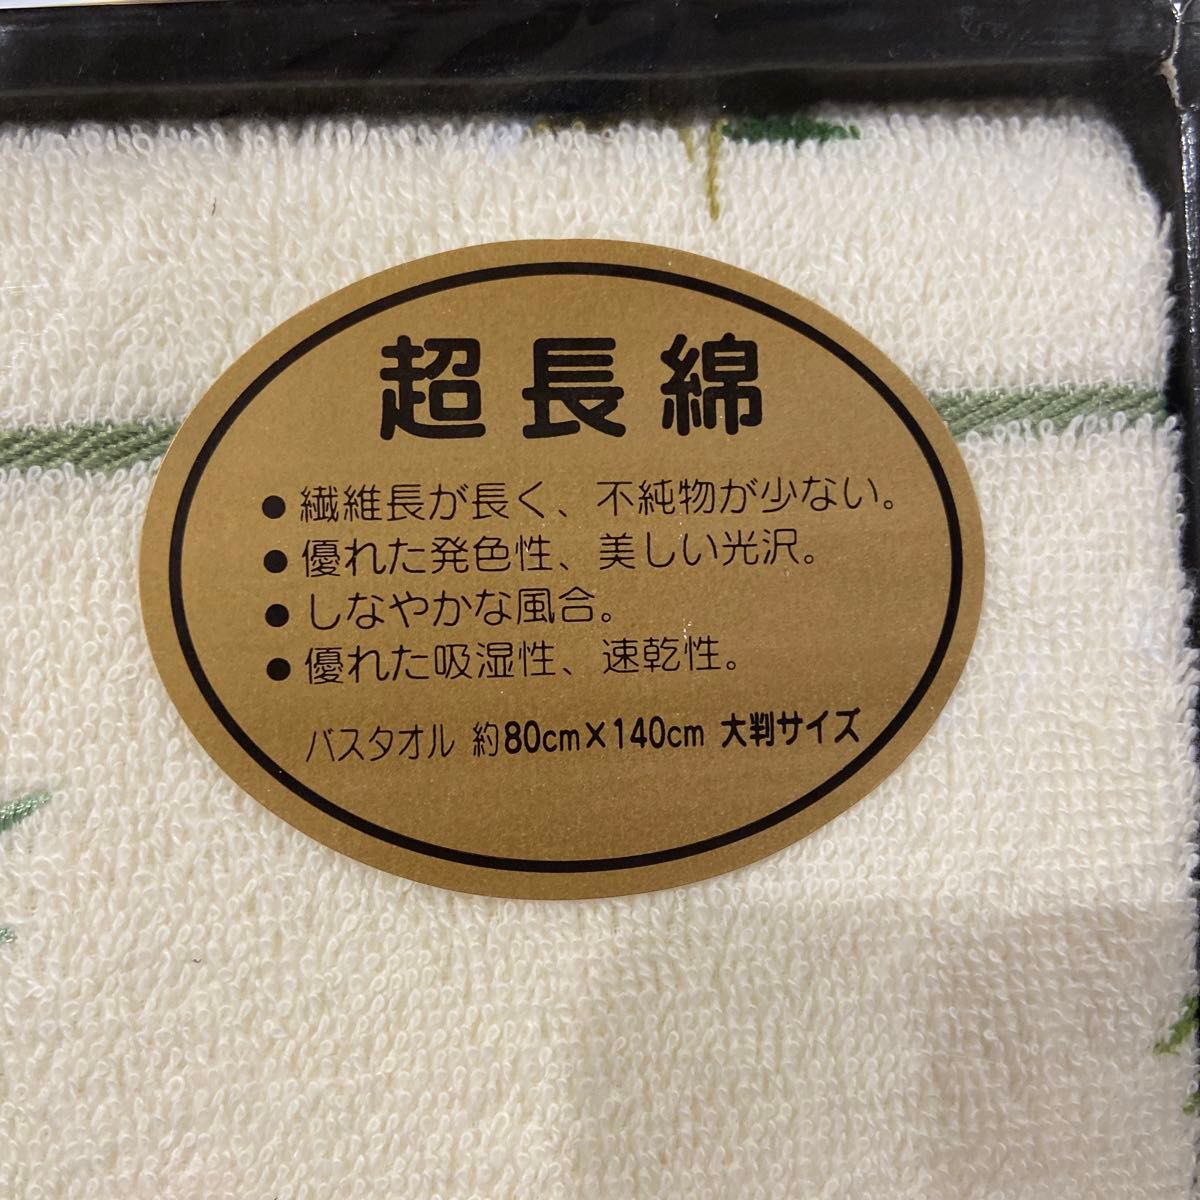 超長綿
●繊維長が長く、不純物が少ない。
●優れた発色性、美しい光沢。
●しなやかな風合。
●優れた吸湿性、速乾性。
バスタオル 約80cm×140cm 大判サイズ